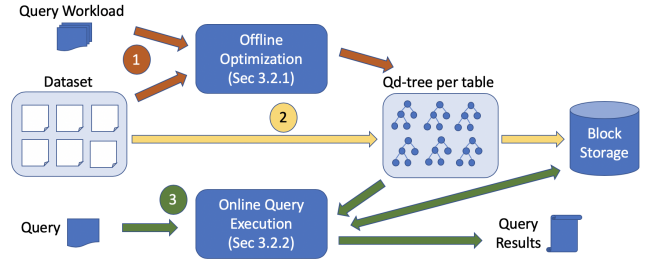 Query Workload
1
Offline
Optimization
(Sec 3.2.1)
Dataset
Qd-tree per table
2
Block
Storage
3
Query
Online Query
Execution
(Sec 3.2.2)
Query
Results